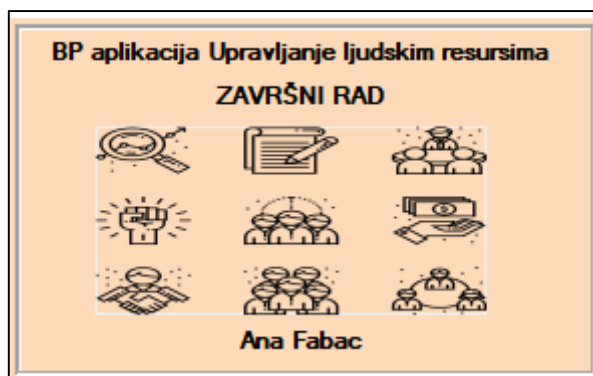 BP aplikacija Upravljanje ljudskim resursima
ZAVRŠNI RAD
Ana Fabac